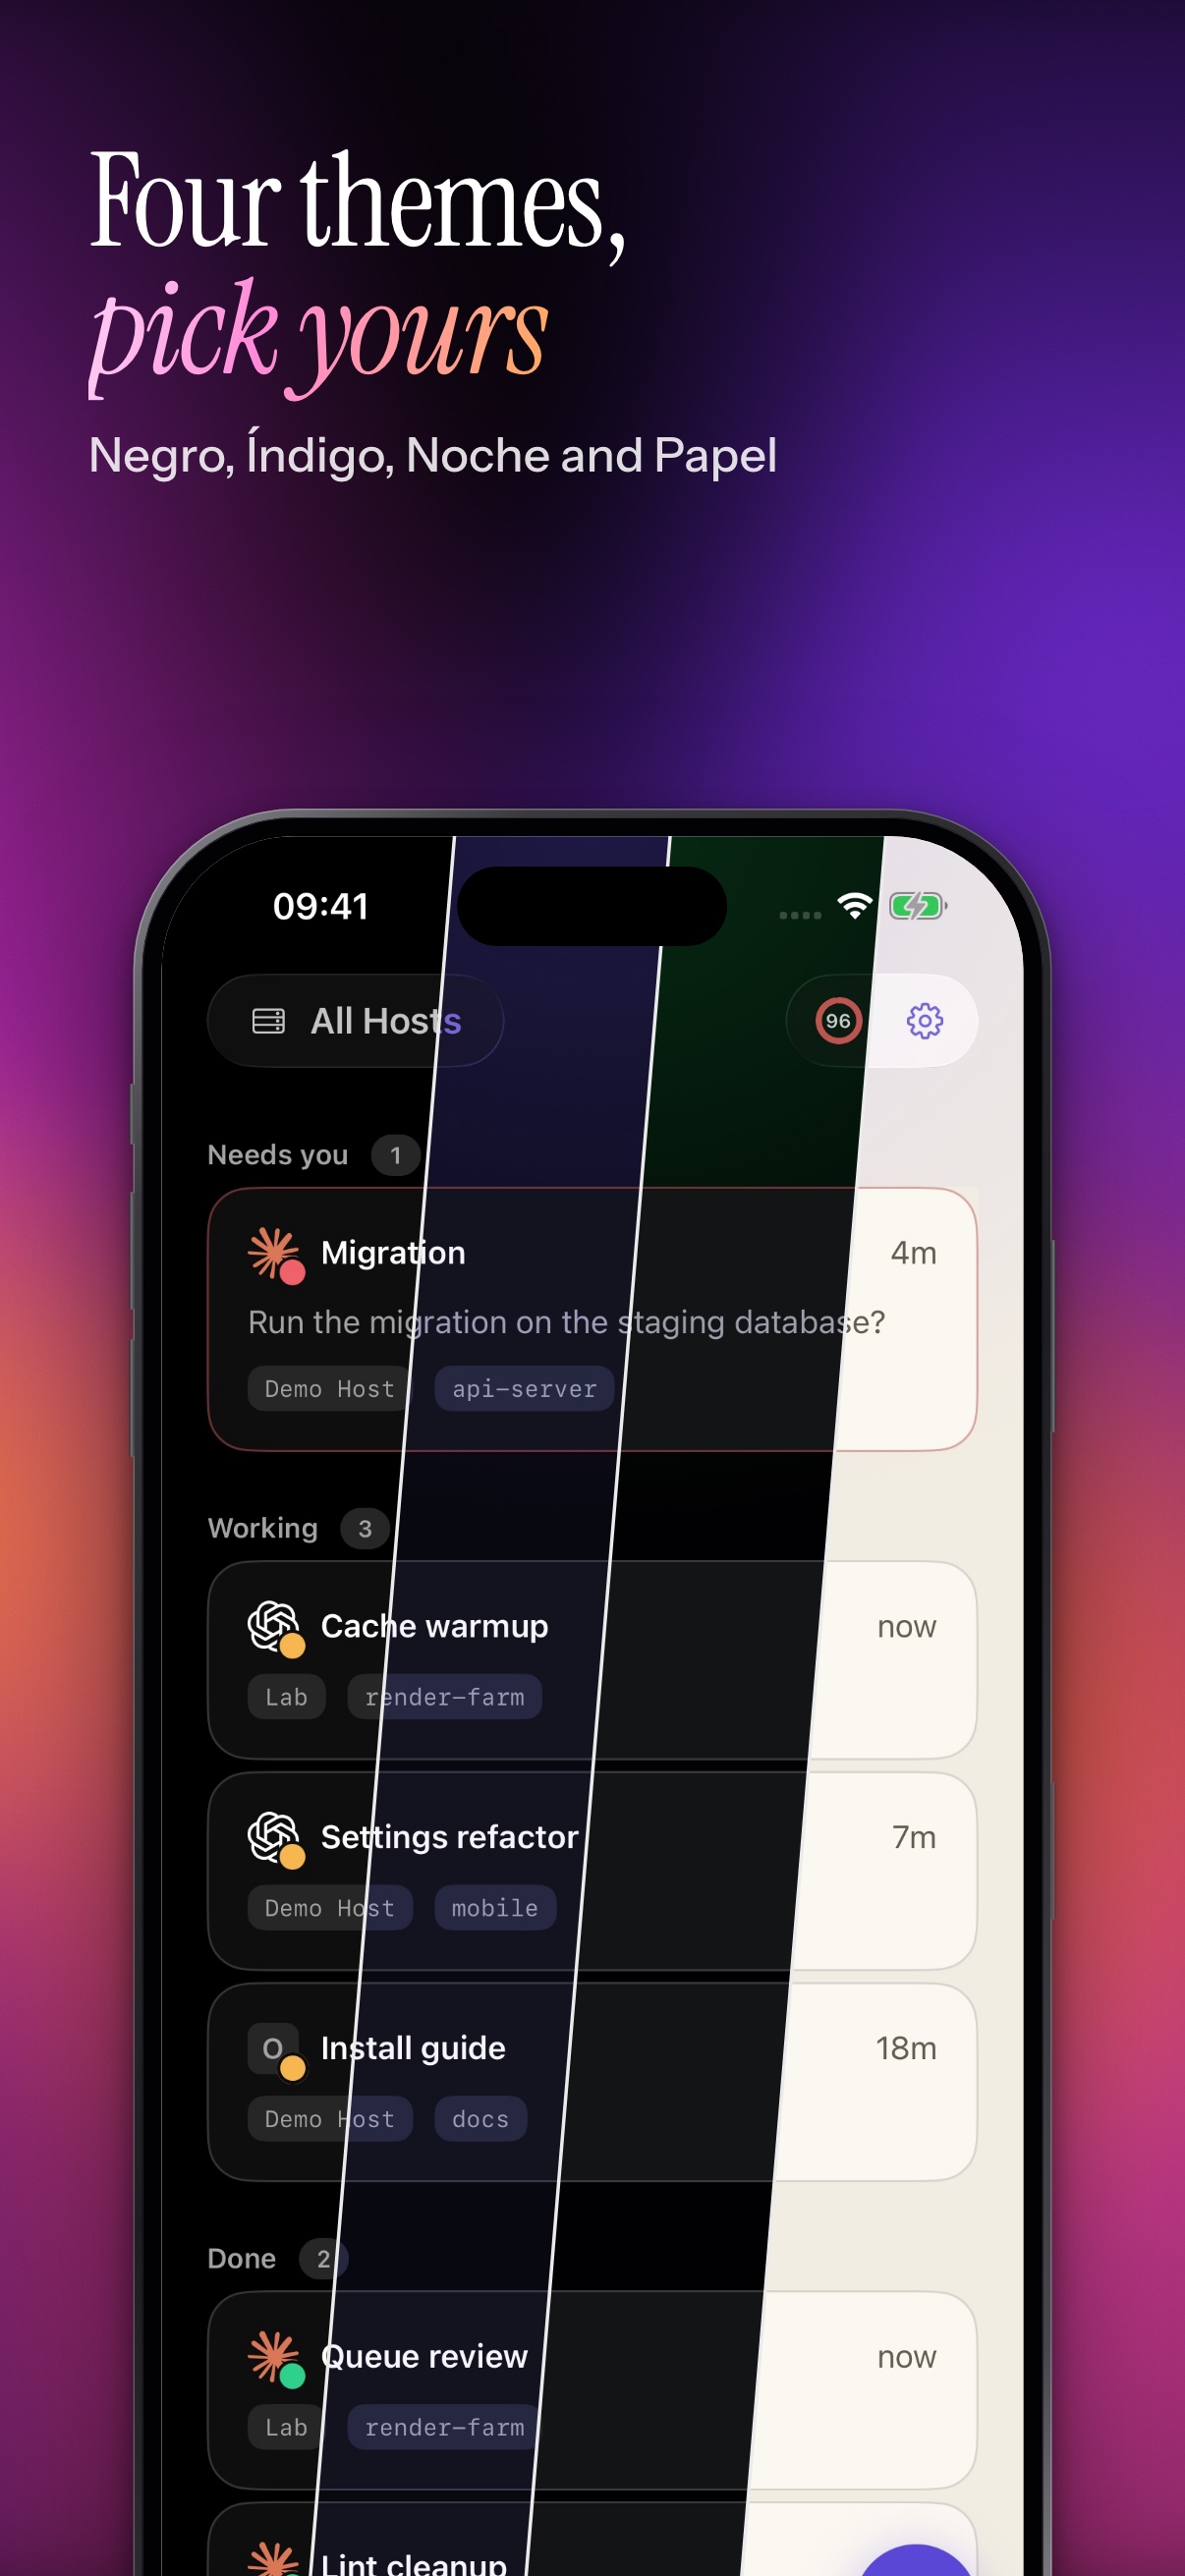 Four themes,
pick yours
Negro, Índigo, Noche and Papel
09:41
All Hosts
96
Needs you 1
Migration 4m
Run the migration on the staging database?
Demo Host api-server
Working 3
Cache warmup now
Lab render-farm
Settings refactor 7m
Demo Host mobile
O Install guide 18m
Demo Host docs
Done 2
Queue review now
Lab render-farm
Lint cleanup